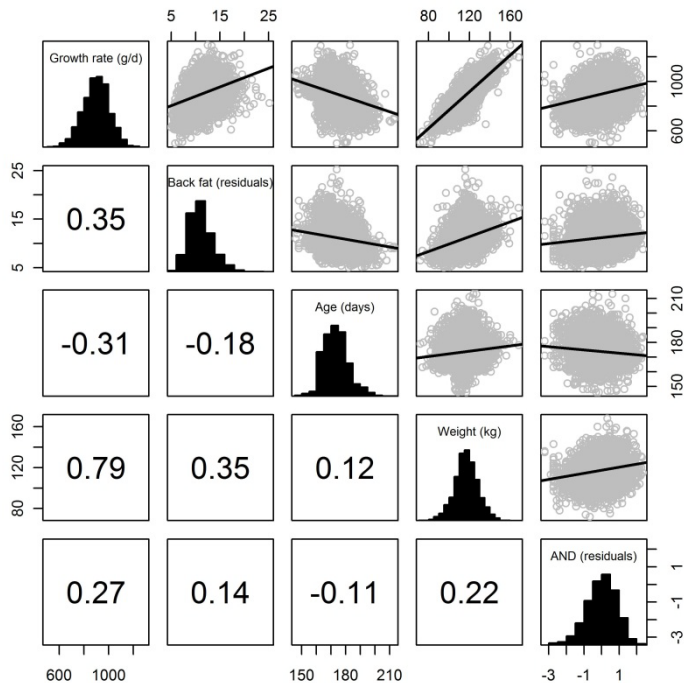 5 15 25
80 120 160
Growth rate (g/d)
600 1000
5 15 25
0.35
Back fat (residuals)
-0.31
-0.18
Age (days)
150 170 190 210
80 120 160
0.79
0.35
0.12
Weight (kg)
0.27
0.14
-0.11
0.22
AND (residuals)
-3 -1 1
600 1000
150 180 210
-3 -1 1